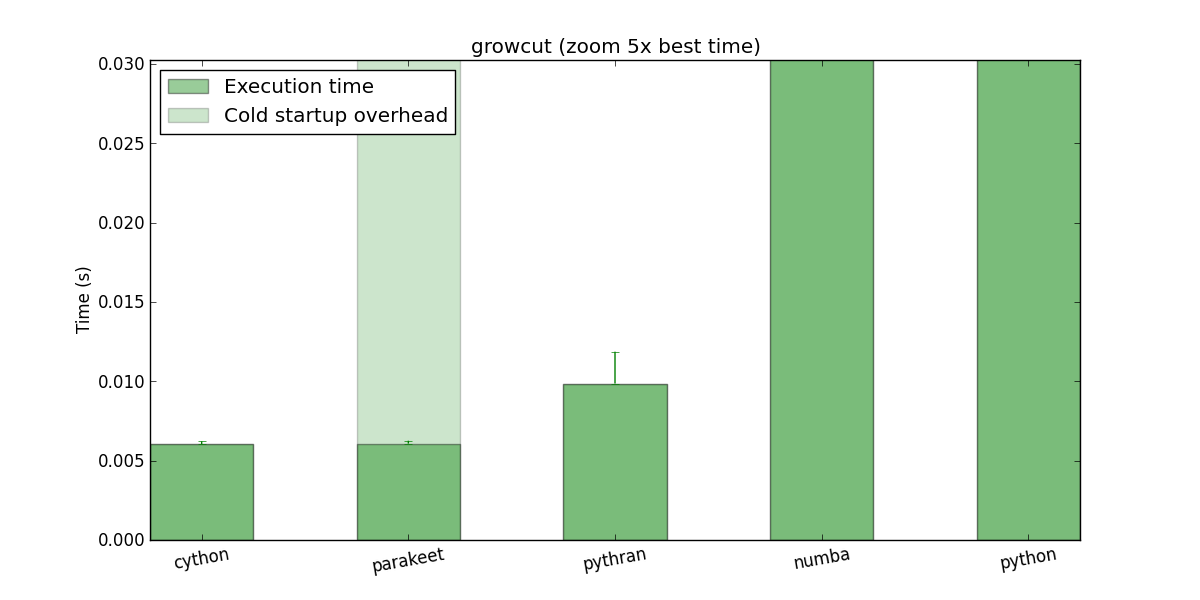 growcut (zoom 5x best time)
Execution time
Cold startup overhead
Time (s)
0.030
0.025
0.020
0.015
0.010
0.005
0.000
cython
parakeet
pythran
numba
python